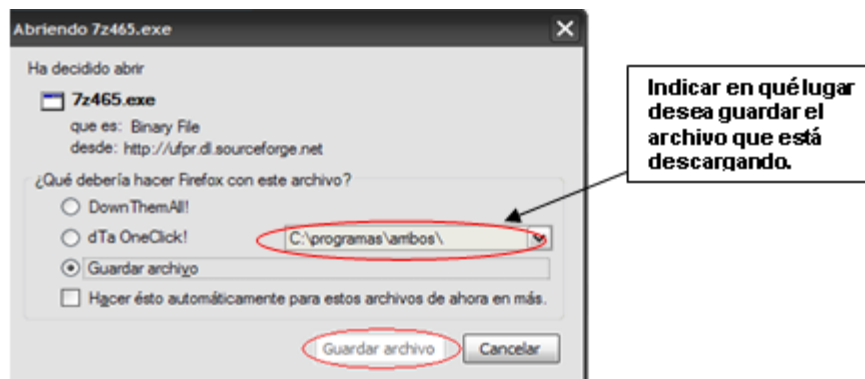 Abriendo 7z465.exe
Ha decidido abrir
7z465.exe
que es: Binary File
desde: http://ufpr.dl.sourceforge.net
¿Qué debería hacer Firefox con este archivo?
DownThemAll!
dTa OneClick!
C:\programas\ambos\
Guardar archivo
Hacer ésto automáticamente para estos archivos de ahora en más.
Guardar archivo
Cancelar
Indicar en qué lugar
desea guardar el
archivo que está
descargando.